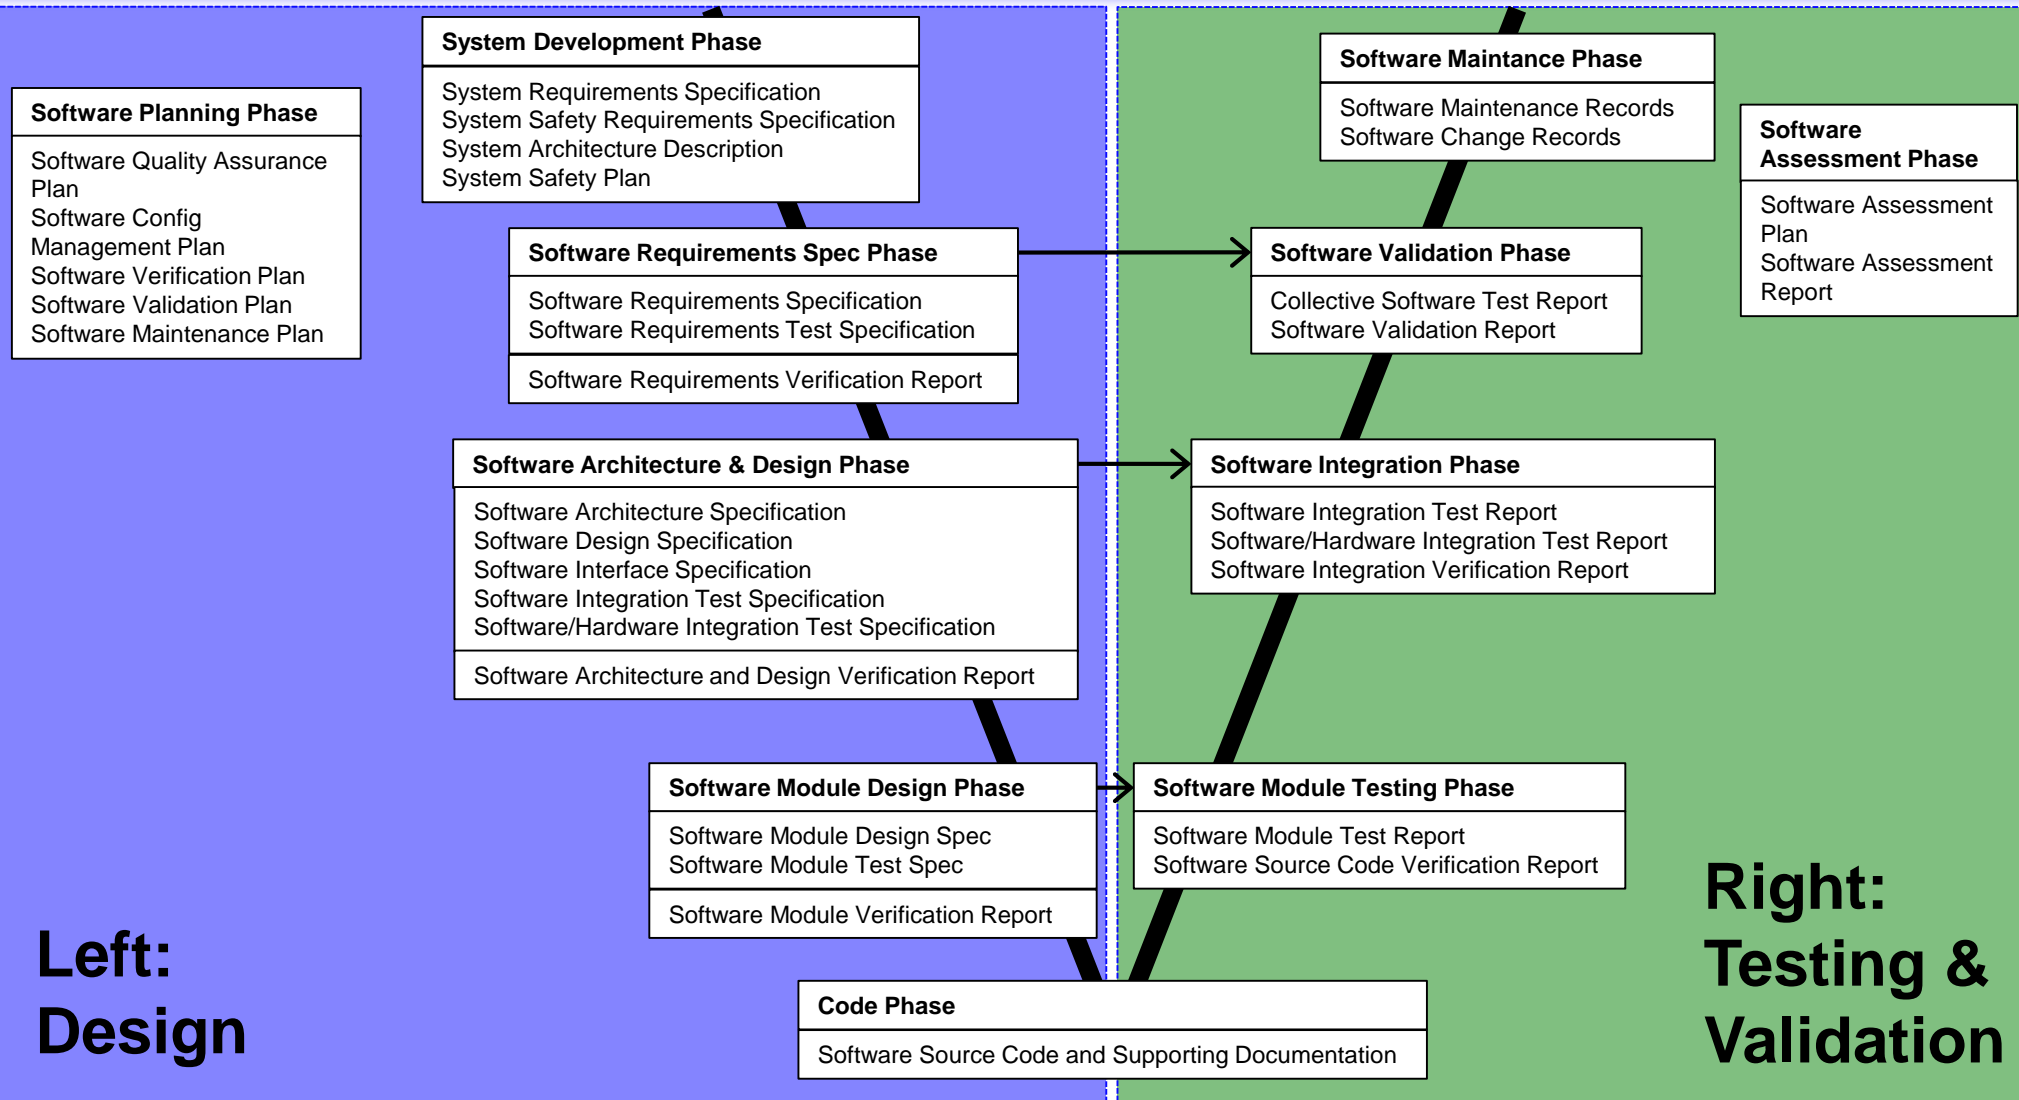 Software Planning Phase
Software Quality Assurance
Plan
Software Config
Management Plan
Software Verification Plan
Software Validation Plan
Software Maintenance Plan
System Development Phase
System Requirements Specification
System Safety Requirements Specification
System Architecture Description
System Safety Plan
Software Requirements Spec Phase
Software Requirements Specification
Software Requirements Test Specification
Software Requirements Verification Report
Software Architecture & Design Phase
Software Architecture Specification
Software Design Specification
Software Interface Specification
Software Integration Test Specification
Software/Hardware Integration Test Specification
Software Architecture and Design Verification Report
Software Module Design Phase
Software Module Design Spec
Software Module Test Spec
Software Module Verification Report
Left:
Design
Code Phase
Software Source Code and Supporting Documentation
Software Maintance Phase
Software Maintenance Records
Software Change Records
Software
Assessment Phase
Software Assessment
Plan
Software Assessment
Report
Software Validation Phase
Collective Software Test Report
Software Validation Report
Software Integration Phase
Software Integration Test Report
Software/Hardware Integration Test Report
Software Integration Verification Report
Software Module Testing Phase
Software Module Test Report
Software Source Code Verification Report
Right:
Testing &
Validation